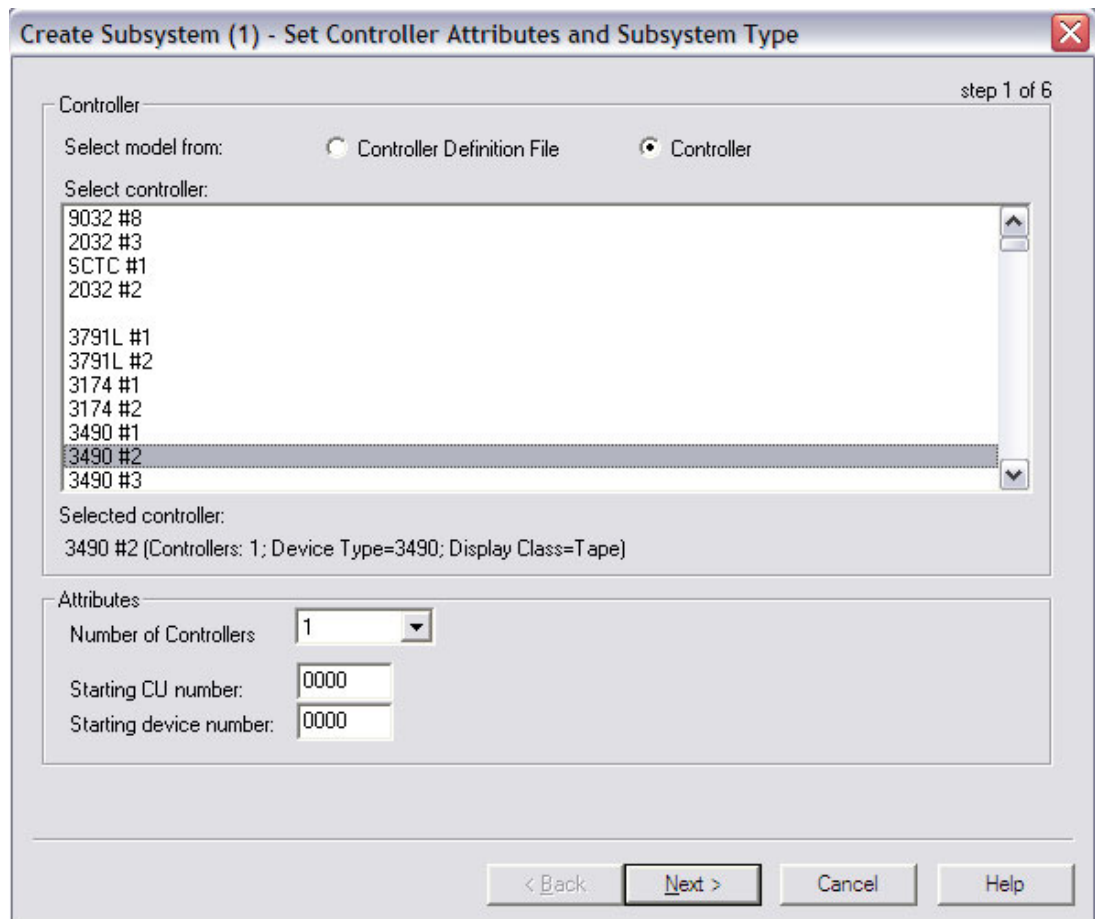 Create Subsystem (1) - Set Controller Attributes and Subsystem Type
step 1 of 6
Controller
Select model from: Controller Definition File Controller
Select controller:
9032 #8
2032 #3
SCTC #1
2032 #2
3791L #1
3791L #2
3174 #1
3174 #2
3490 #1
3490 #2
3490 #3
Selected controller:
3490 #2 (Controllers: 1; Device Type=3490; Display Class=Tape)
Attributes
Number of Controllers 1
Starting CU number: 0000
Starting device number: 0000
< Back Next > Cancel Help